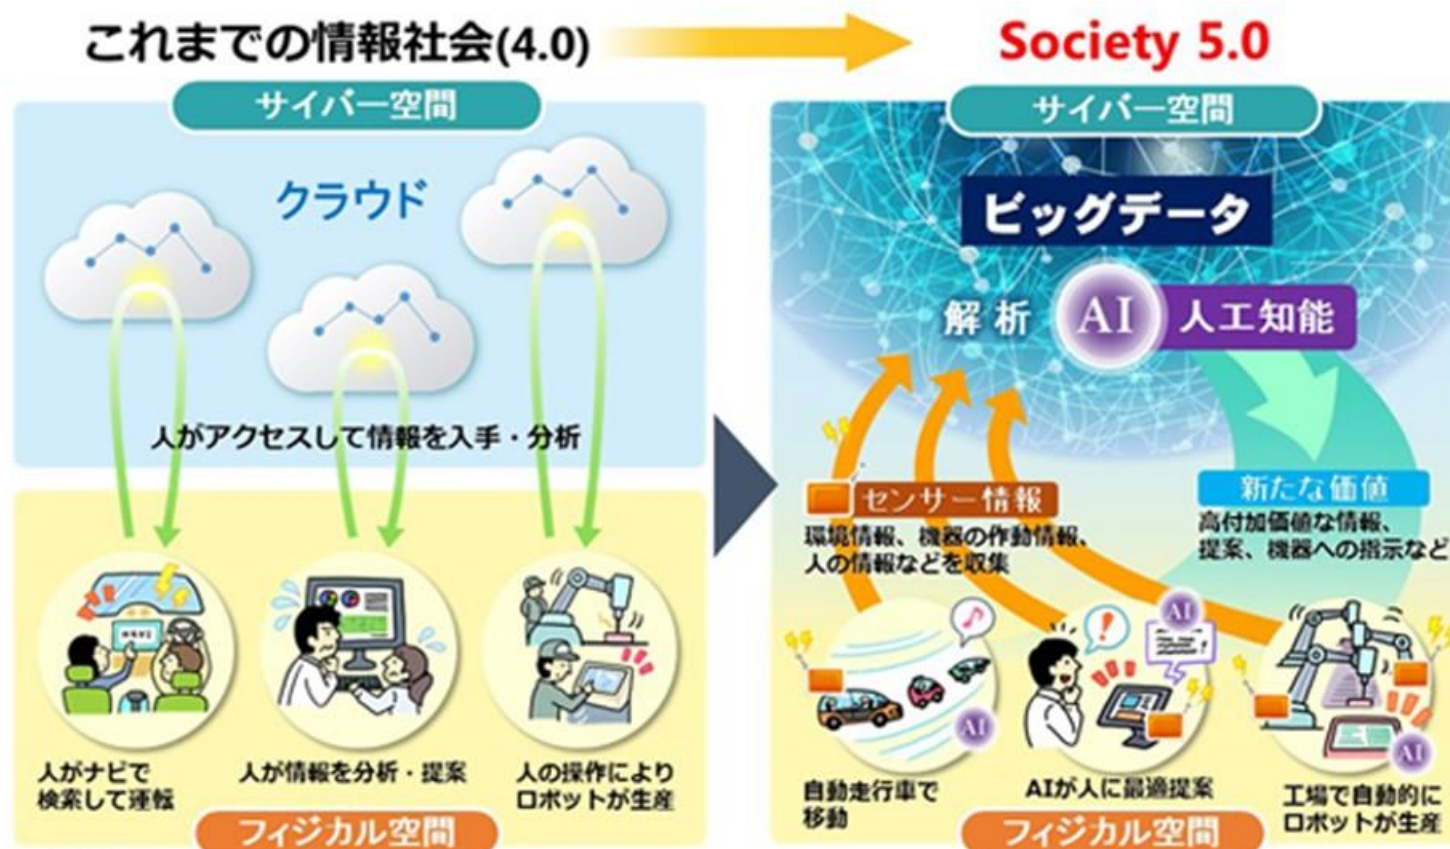 これまでの情報社会(4.0)
Society 5.0
サイバー空間
クラウド
人がアクセスして情報を入手・分析
人がナビで
検索して運転
人が情報を分析・提案
人の操作により
ロボットが生産
フィジカル空間
サイバー空間
ビッグデータ
解析
AI
人工知能
センサー情報
環境情報、機器の作動情報、
人の情報などを収集
新たな価値
高付加価値な情報、
提案、機器への指示など
AI
AI
AI
自動走行車で
移動
AIが人に最適提案
工場で自動的に
ロボットが生産
フィジカル空間